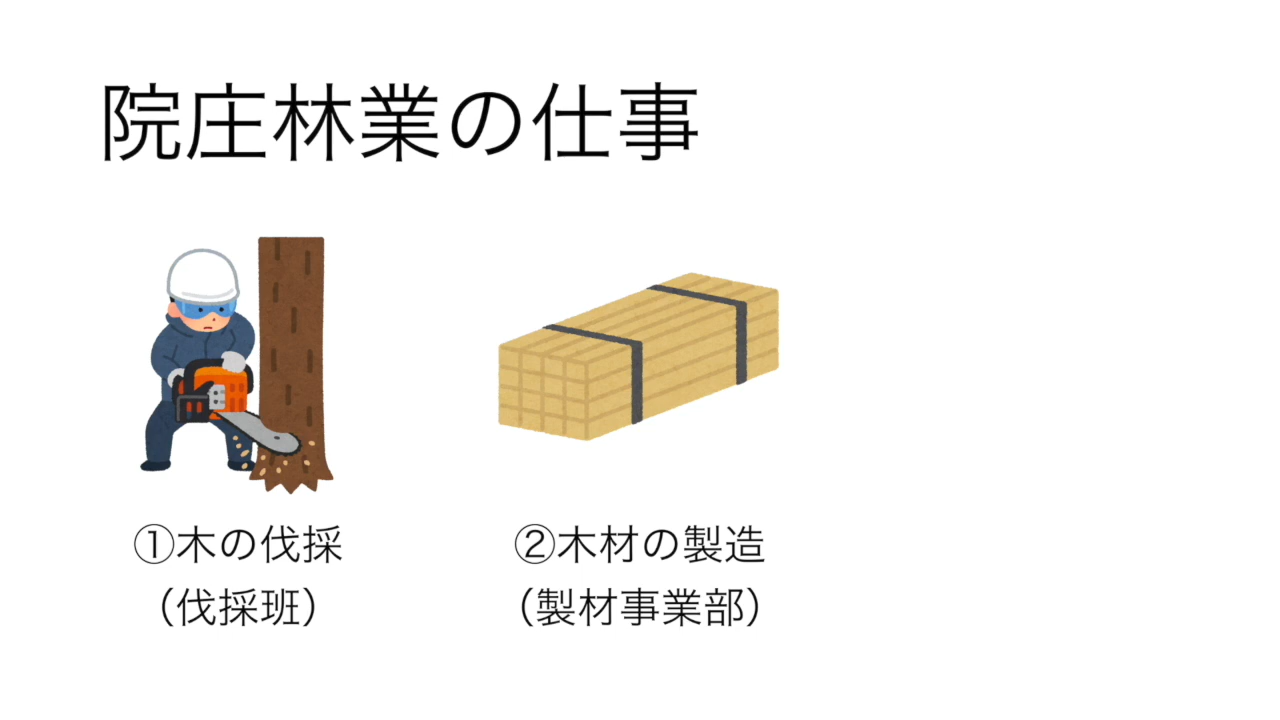 院庄林業の仕事
①木の伐採
（伐採班）
②木材の製造
（製材事業部）